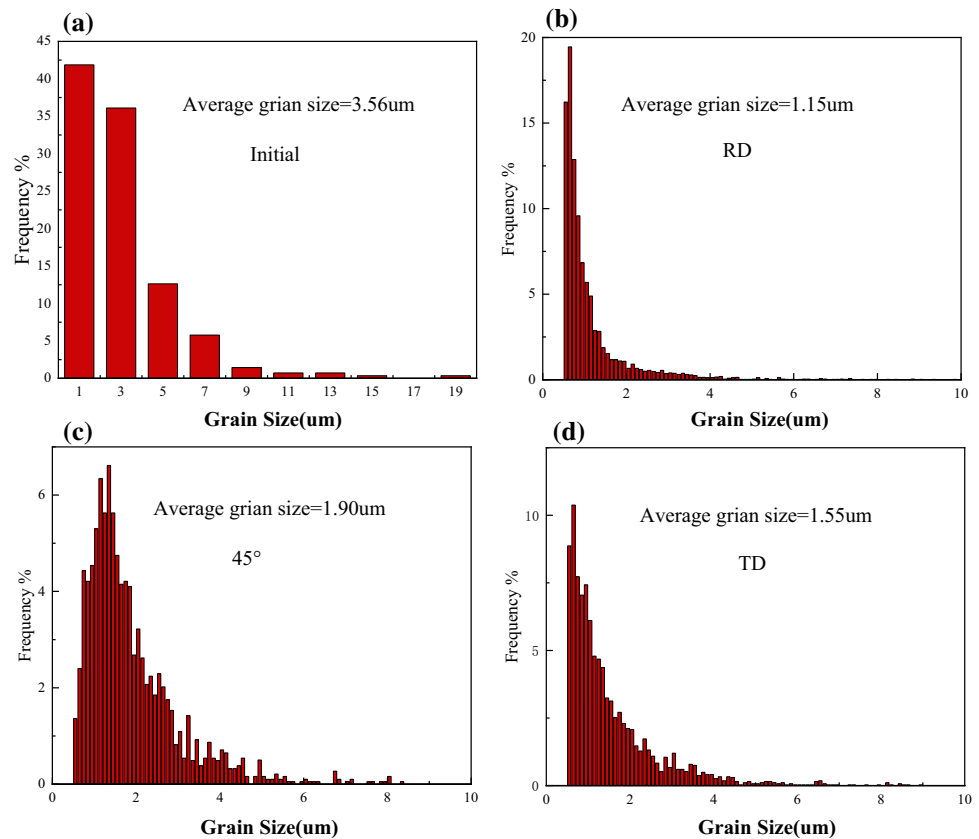 (a)
45
40
35
30
25
20
15
10
5
0
Frequency %
Average grian size=3.56um
Initial
1 3 5 7 9 11 13 15 19
Grain Size(um)
(b)
20
15
10
5
0
Frequency %
Average grian size=1.15um
RD
0 2 4 6 8 10
Grain Size(um)
(c)
6
4
2
0
Frequency %
Average grian size=1.90um
45°
0 2 4 6 8 10
Grain Size(um)
(d)
10
5
0
Frequency %
Average grian size=1.55um
TD
0 2 4 6 8 10
Grain Size(um)